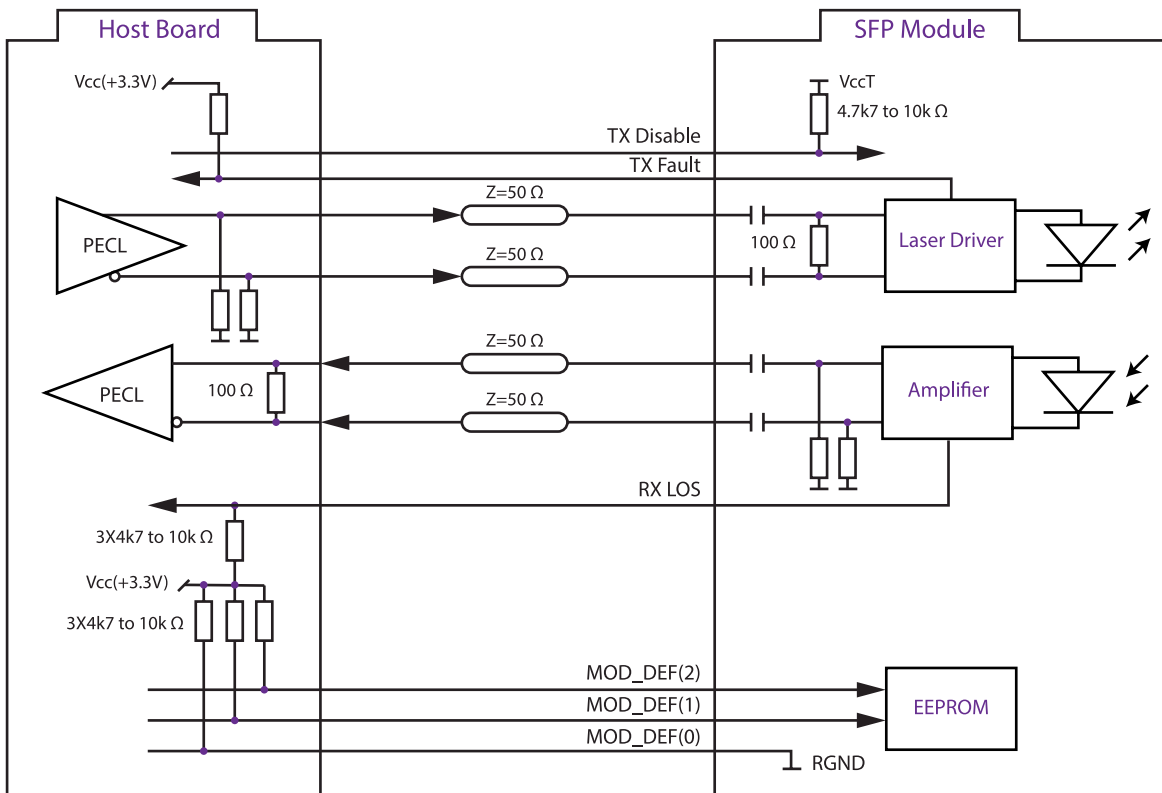 Host Board
SFP Module
Vcc(+3.3V)
VccT
4.7k7 to 10k Ω
TX Disable
TX Fault
Z=50 Ω
PECL
100 Ω
Laser Driver
Z=50 Ω
Z=50 Ω
100 Ω
PECL
Amplifier
Z=50 Ω
RX LOS
3X4k7 to 10k Ω
Vcc(+3.3V)
3X4k7 to 10k Ω
MOD_DEF(2)
MOD_DEF(1)
EEPROM
MOD_DEF(0)
RGND